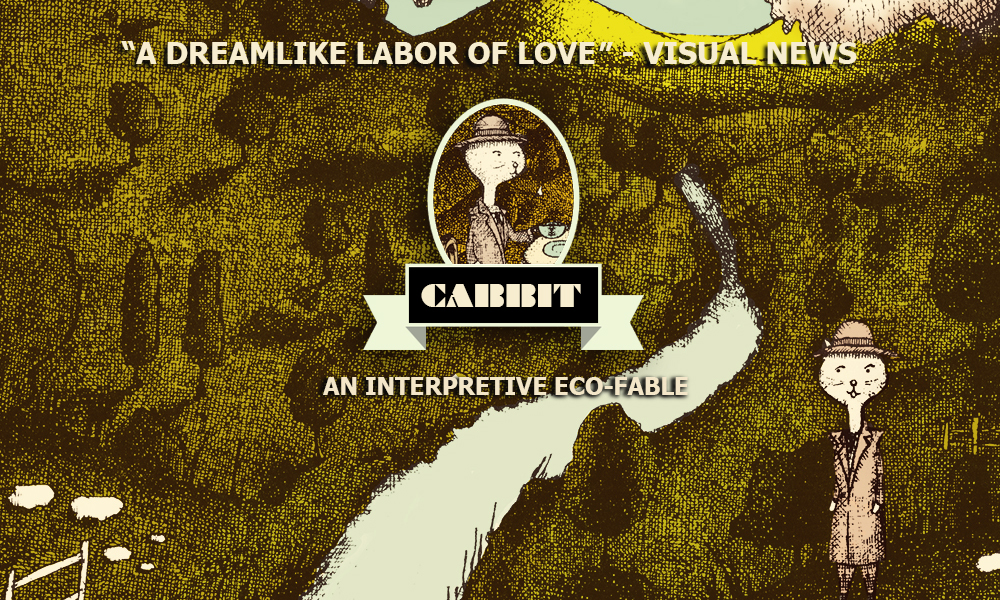 “A DREAMLIKE LABOR OF LOVE” - VISUAL NEWS
CABBIT
AN INTERPRETIVE ECO-FABLE